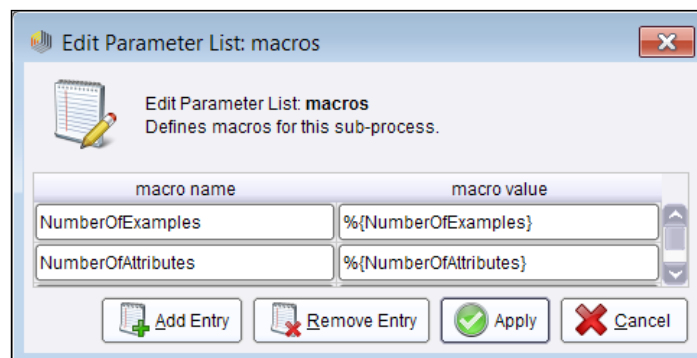 Edit Parameter List: macros
Edit Parameter List: macros
Defines macros for this sub-process.
macro name macro value
NumberOfExamples %{NumberOfExamples}
NumberOfAttributes %{NumberOfAttributes}
Add Entry Remove Entry Apply Cancel